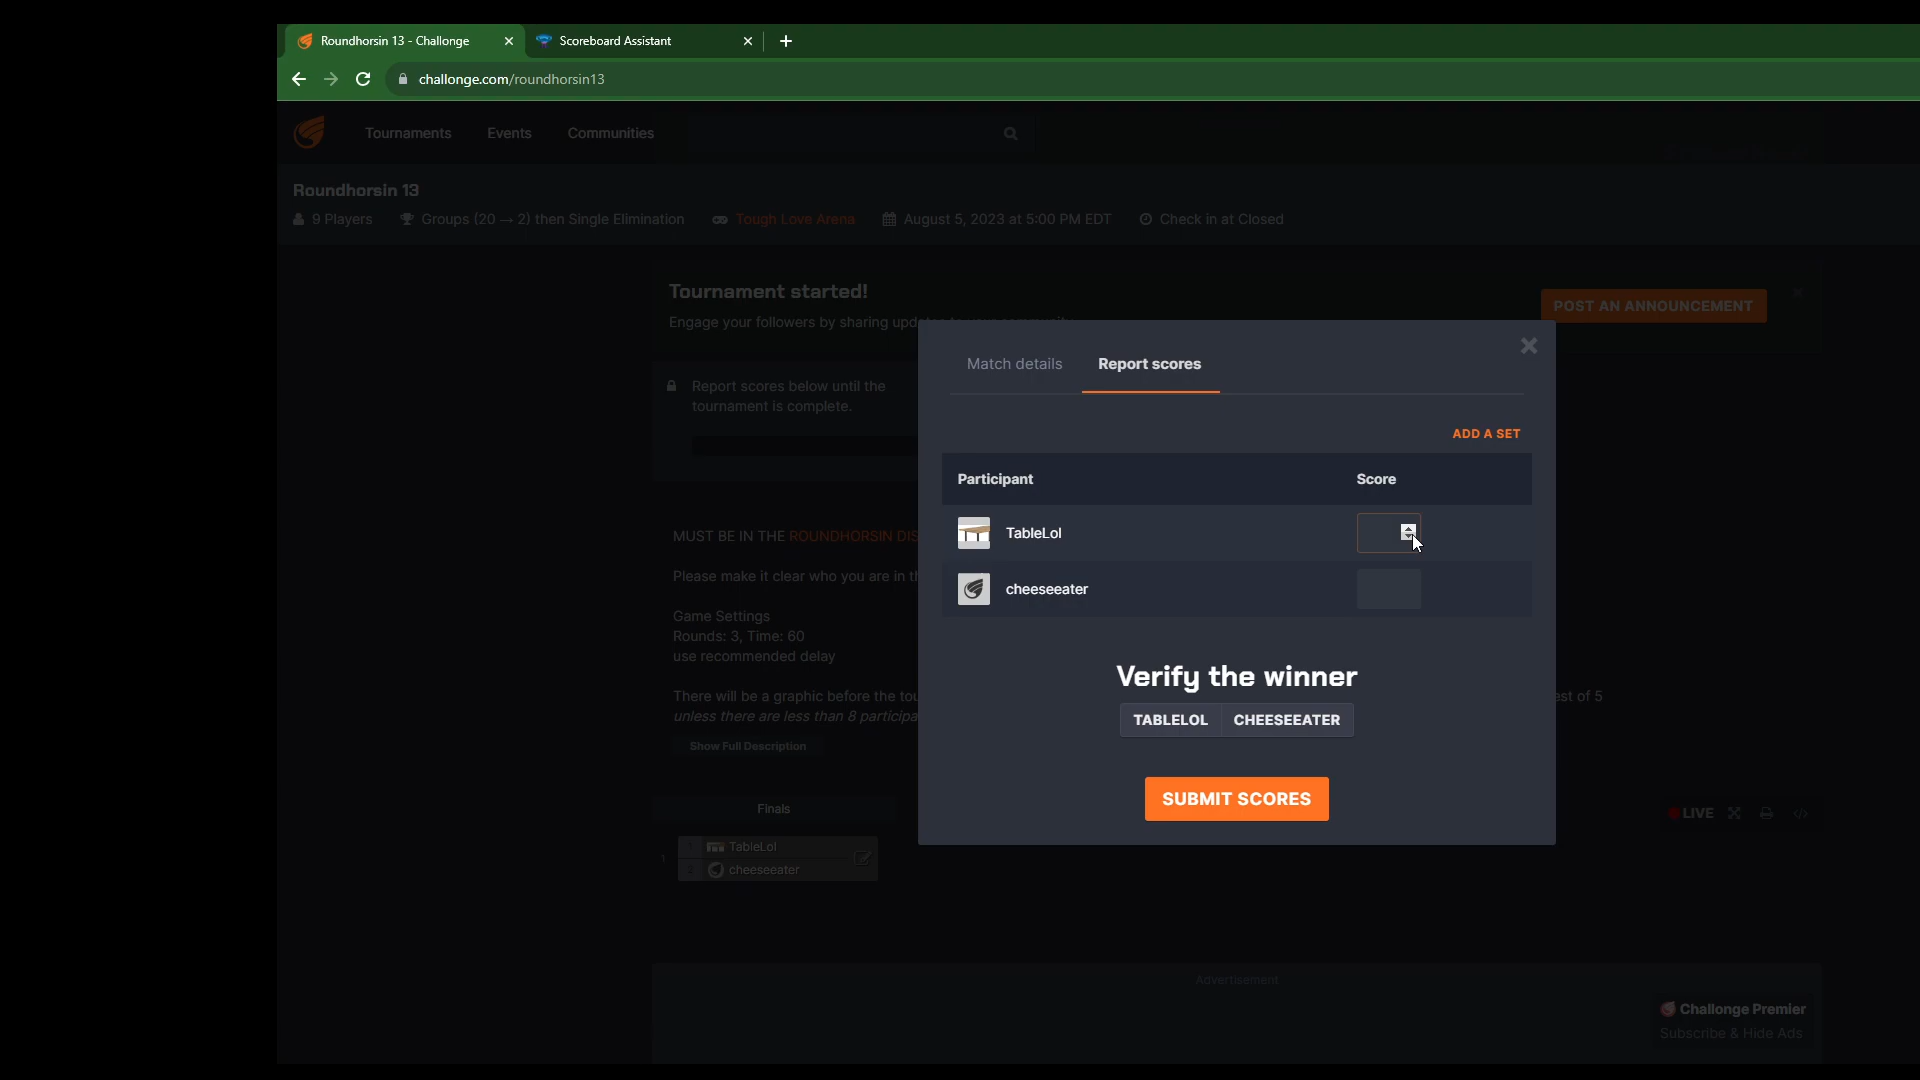 Roundhorsin 13 - Challonge
Scoreboard Assistant
challonge.com/roundhorsin13
Tournaments
Events
Communities
Roundhorsin 13
9 Players
Groups (20 → 2) then Single Elimination
Tough Love Arena
August 5, 2023 at 5:00 PM EDT
Check in at Closed
Tournament started!
Engage your followers by sharing
POST AN ANNOUNCEMENT
Match details
Report scores
Report scores below until the
tournament is complete.
ADD A SET
Participant
Score
TableLol
cheeseeater
MUST BE IN THE ROUNDHORSIN
Please make it clear who you are in
Game Settings
Rounds: 3, Time: 60
use recommended delay
There will be a graphic before the
of 5
unless there are less than 8
Show Full Description
Verify the winner
TABLELOL
CHEESEEATER
SUBMIT SCORES
Finals
LIVE
1
TableLol
cheeseeater
Advertisement
Challonge Premier
Subscribe & Hide Ads